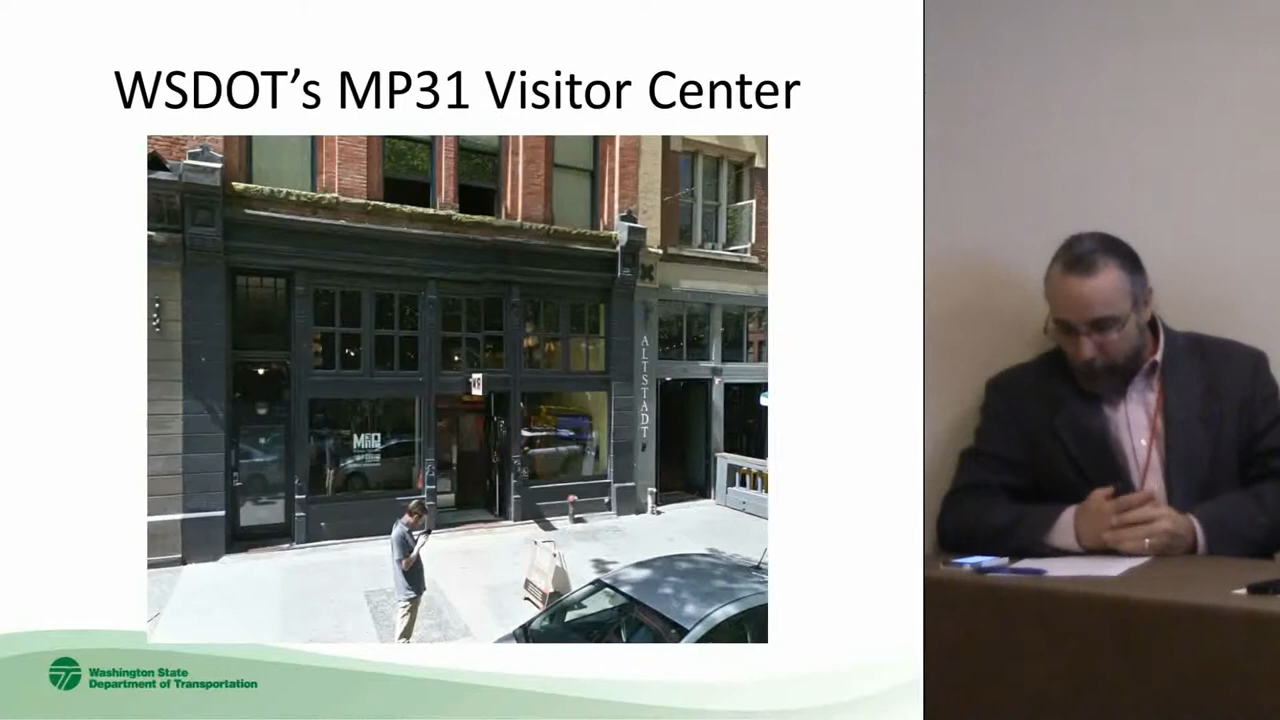 WSDOT's MP31 Visitor Center
ALTSTADT
Washington State
Department of Transportation